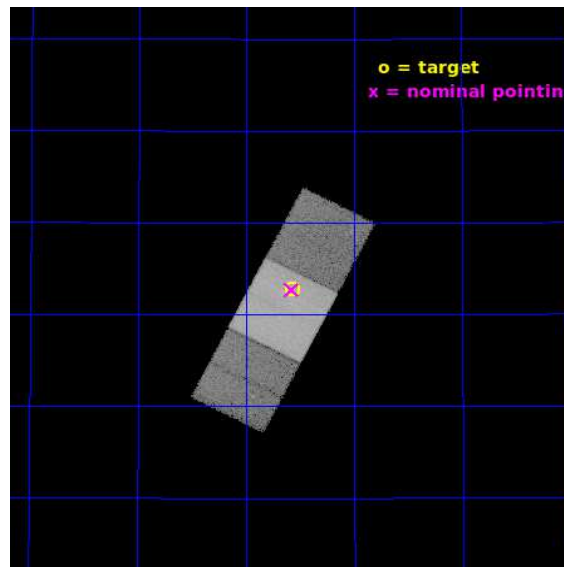 o = target
x = nominal pointin